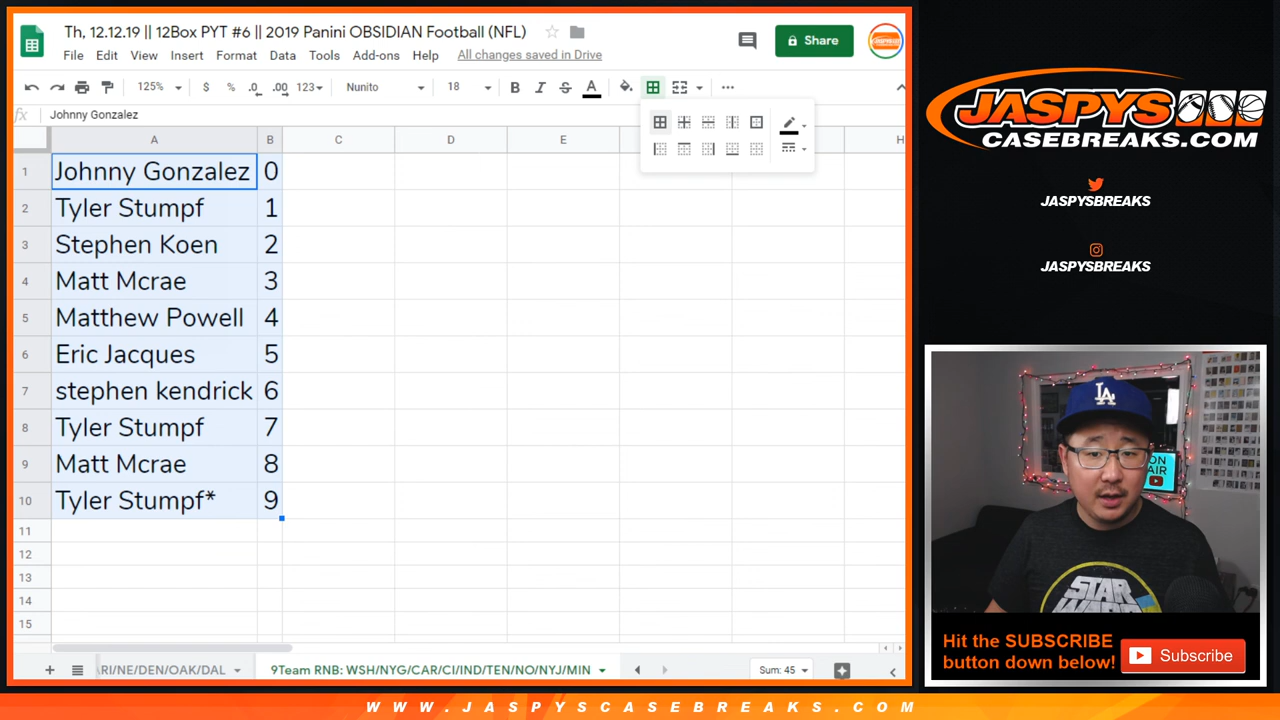 Th, 12.12.19 || 12Box PYT #6 || 2019 Panini OBSIDIAN Football (NFL)
File Edit View Insert Format Data Tools Add-ons Help All changes saved in Drive
Share
125% $ % .0 .00 123 Nunito 18 B I S A
fx Johnny Gonzalez
A B C D E H
1 Johnny Gonzalez 0
2 Tyler Stumpf 1
3 Stephen Koen 2
4 Matt Mcrae 3
5 Matthew Powell 4
6 Eric Jacques 5
7 stephen kendrick 6
8 Tyler Stumpf 7
9 Matt Mcrae 8
10 Tyler Stumpf* 9
11
12
13
14
15
RI/NE/DEN/OAK/DAL 9Team RNB: WSH/NYG/CAR/CI/IND/TEN/NO/NYJ/MIN Sum: 45
JASPYS
CASEBREAKS.COM
JASPYSBREAKS
JASPYSBREAKS
LA
ON
AIR
STAR
Hit the SUBSCRIBE
button down below!
Subscribe
WWW.JASPYSCASEBREAKS.COM